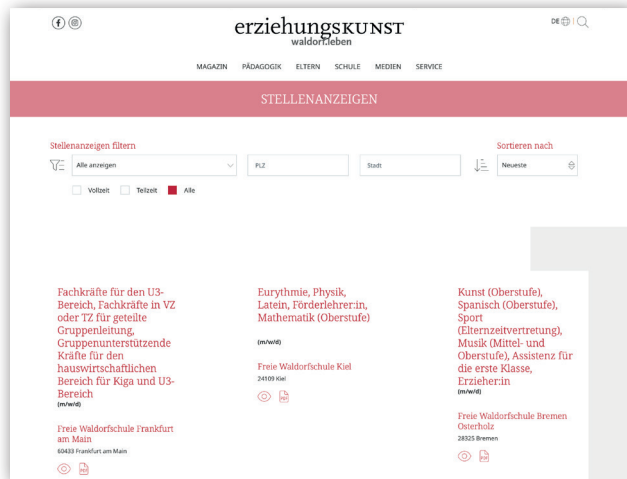 DE
erziehungsKUNST
waldorf.leben
MAGAZIN PÄDAGOGIK ELTERN SCHULE MEDIEN SERVICE
STELLENANZEIGEN
Stellenanzeigen filtern
Sortieren nach
Alle anzeigen
PLZ
Stadt
Neueste
Vollzeit
Teilzeit
Alle
Fachkräfte für den U3-
Bereich, Fachkräfte in VZ
oder TZ für geteilte
Gruppenleitung,
Gruppenunterstützende
Kräfte für den
hauswirtschaftlichen
Bereich für Kiga und U3-
Bereich
(m/w/d)
Freie Waldorfschule Frankfurt
am Main
60433 Frankfurt am Main
PDF
Eurythmie, Physik,
Latein, Förderlehrer:in,
Mathematik (Oberstufe)
(m/w/d)
Freie Waldorfschule Kiel
24109 Kiel
PDF
Kunst (Oberstufe),
Spanisch (Oberstufe),
Sport
(Elternzeitvertretung),
Musik (Mittel- und
Oberstufe), Assistenz für
die erste Klasse,
Erzieher:in
(m/w/d)
Freie Waldorfschule Bremen
Osterholz
28325 Bremen
PDF